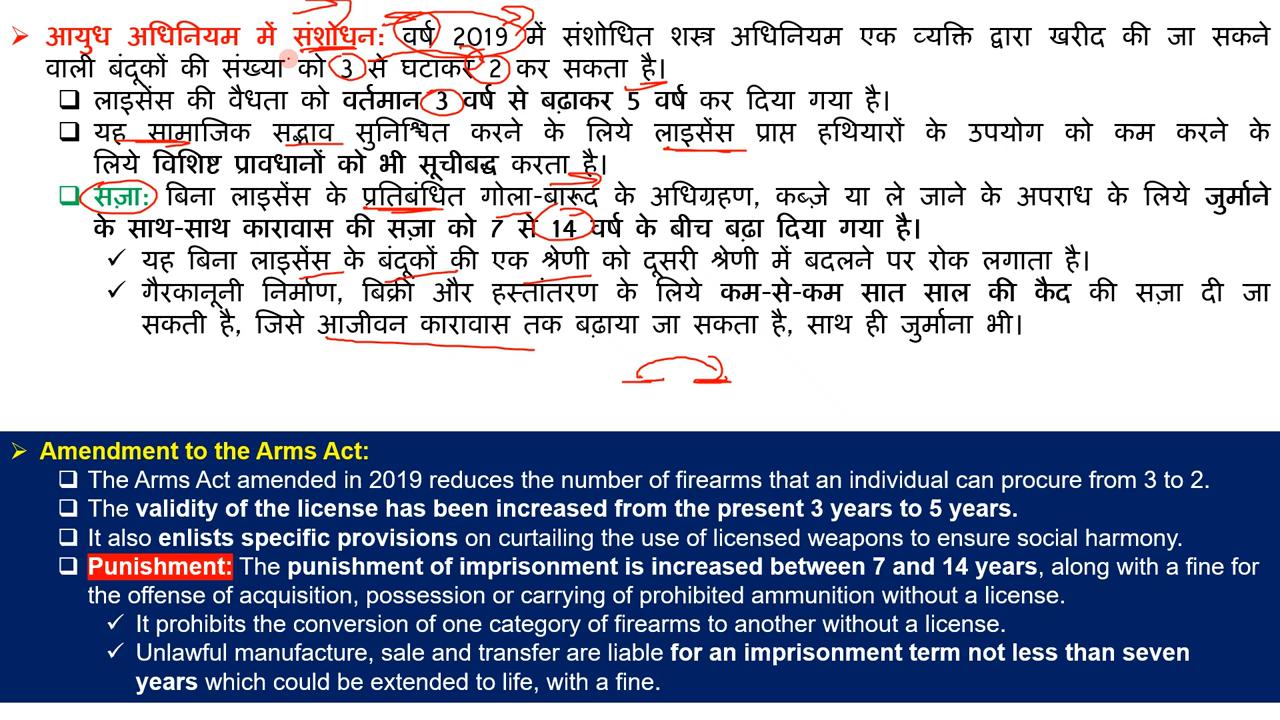 ➢ आयुध अधिनियम में संशोधन: वर्ष 2019 में संशोधित शस्त्र अधिनियम एक व्यक्ति द्वारा खरीद की जा सकने
वाली बंदूकों की संख्या को 3 से घटाकर 2 कर सकता है।
❑ लाइसेंस की वैधता को वर्तमान 3 वर्ष से बढ़ाकर 5 वर्ष कर दिया गया है।
❑ यह सामाजिक सद्भाव सुनिश्चित करने के लिये लाइसेंस प्राप्त हथियारों के उपयोग को कम करने के
लिये विशिष्ट प्रावधानों को भी सूचीबद्ध करता है।
❑ सज़ा: बिना लाइसेंस के प्रतिबंधित गोला-बारूद के अधिग्रहण, कब्ज़े या ले जाने के अपराध के लिये जुर्माने
के साथ-साथ कारावास की सज़ा को 7 से 14 वर्ष के बीच बढ़ा दिया गया है।
✓ यह बिना लाइसेंस के बंदूकों की एक श्रेणी को दूसरी श्रेणी में बदलने पर रोक लगाता है।
✓ गैरकानूनी निर्माण, बिक्री और हस्तांतरण के लिये कम-से-कम सात साल की कैद की सज़ा दी जा
सकती है, जिसे आजीवन कारावास तक बढ़ाया जा सकता है, साथ ही जुर्माना भी।
➢ Amendment to the Arms Act:
❑ The Arms Act amended in 2019 reduces the number of firearms that an individual can procure from 3 to 2.
❑ The validity of the license has been increased from the present 3 years to 5 years.
❑ It also enlists specific provisions on curtailing the use of licensed weapons to ensure social harmony.
❑ Punishment: The punishment of imprisonment is increased between 7 and 14 years, along with a fine for
the offense of acquisition, possession or carrying of prohibited ammunition without a license.
✓ It prohibits the conversion of one category of firearms to another without a license.
✓ Unlawful manufacture, sale and transfer are liable for an imprisonment term not less than seven
years which could be extended to life, with a fine.